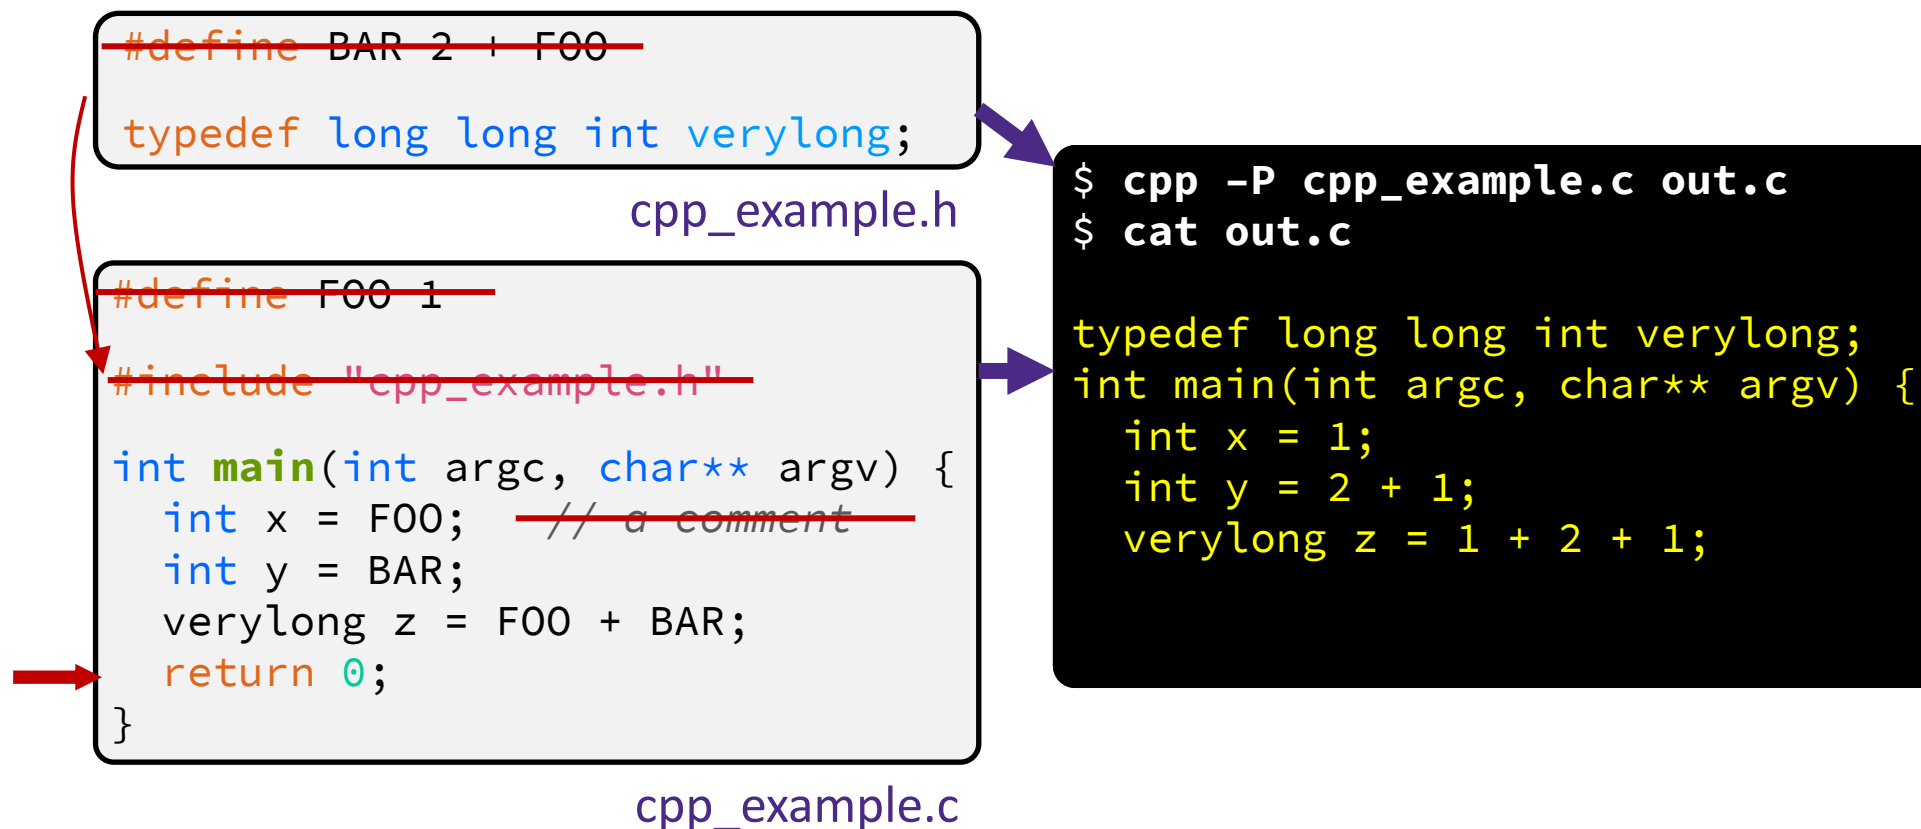 #define BAR 2 + FOO
typedef long long int verylong;
cpp_example.h
#define FOO 1
#include "cpp_example.h"
int main(int argc, char** argv) {
  int x = FOO;   // a comment
  int y = BAR;
  verylong z = FOO + BAR;
  return 0;
}
cpp_example.c
$ cpp –P cpp_example.c out.c
$ cat out.c
typedef long long int verylong;
int main(int argc, char** argv) {
  int x = 1;
  int y = 2 + 1;
  verylong z = 1 + 2 + 1;